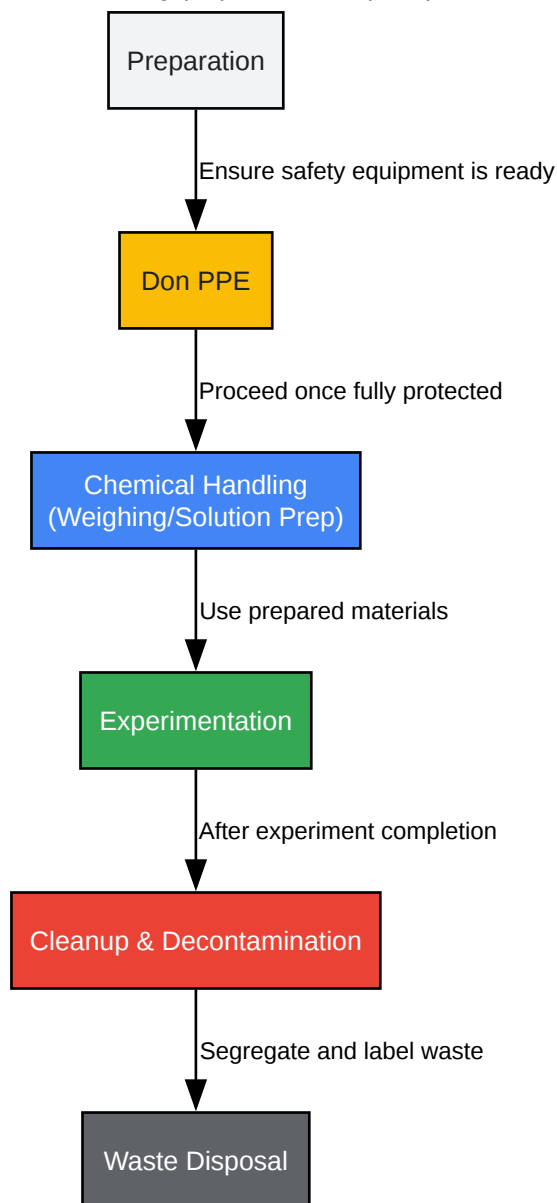 Preparation
Ensure safety equipment is ready
Don PPE
Proceed once fully protected
Chemical Handling
(Weighing/Solution Prep)
Use prepared materials
Experimentation
After experiment completion
Cleanup & Decontamination
Segregate and label waste
Waste Disposal